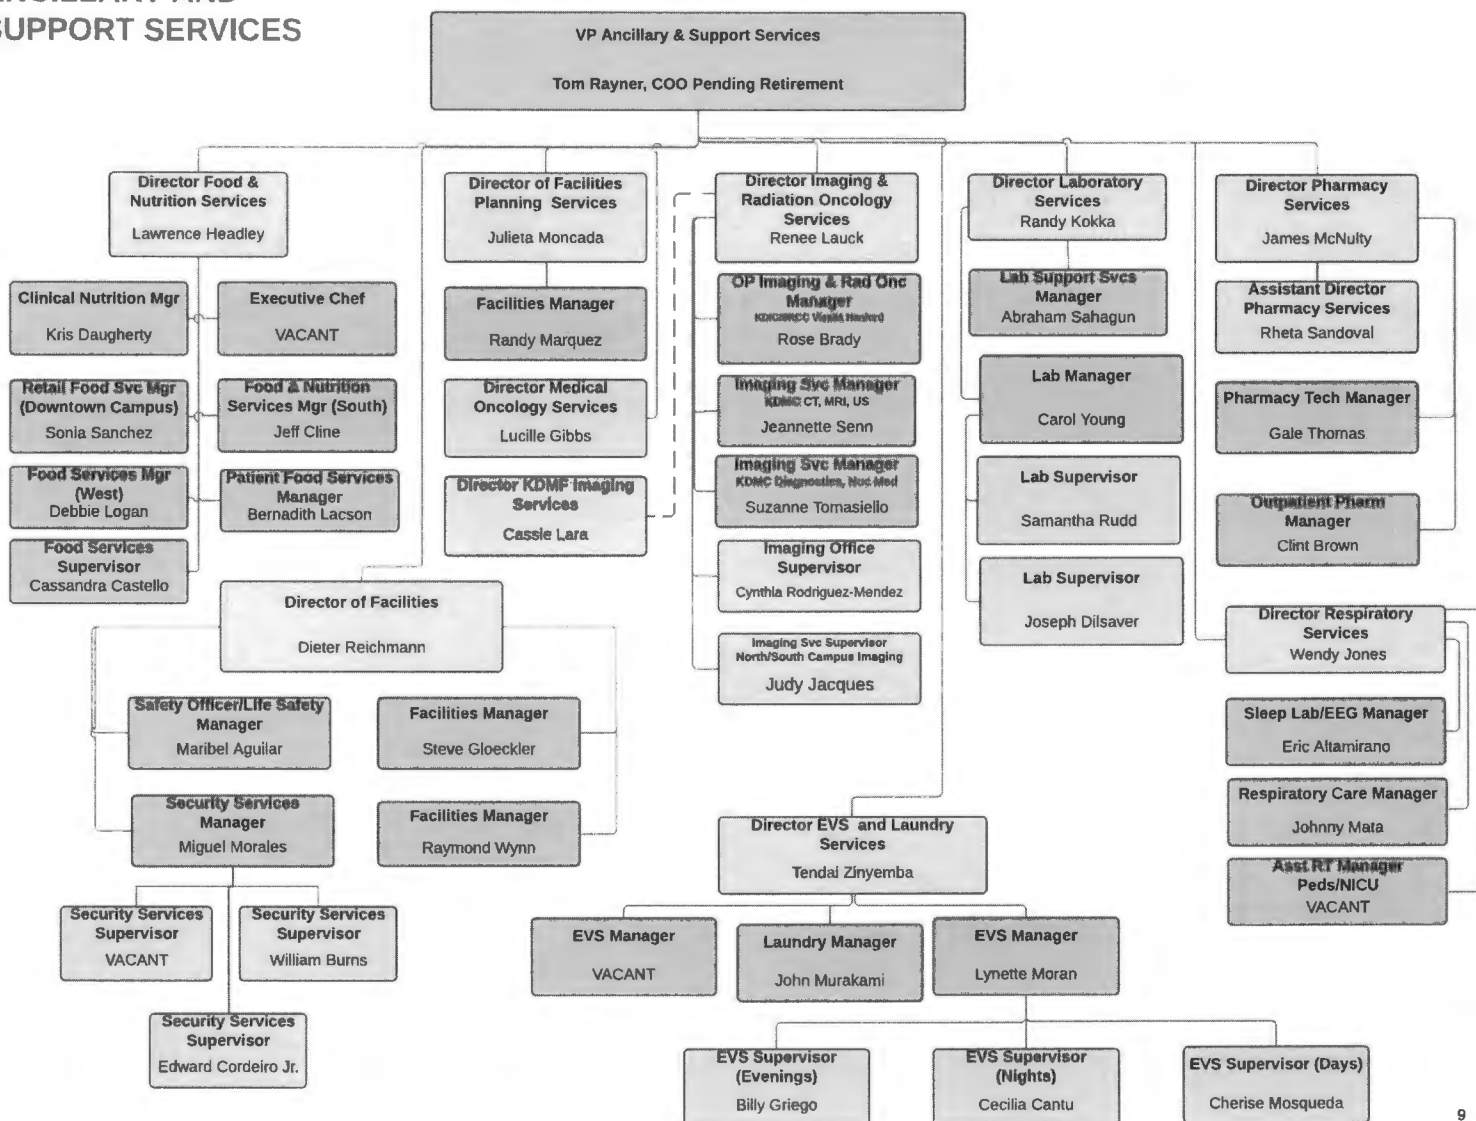 SUPPORT SERVICES
VP Ancillary & Support Services
Tom Rayner, COO Pending Retirement
Director Food &
Nutrition Services
Lawrence Headley
Director of Facilities
Planning Services
Julieta Moncada
Director Imaging &
Radiation Oncology
Services
Renee Lauck
Director Laboratory
Services
Randy Kokka
Director Pharmacy
Services
James McNulty
Clinical Nutrition Mgr
Kris Daugherty
Executive Chef
VACANT
Retail Food Svc Mgr
(Downtown Campus)
Sonia Sanchez
Food & Nutrition
Services Mgr (South)
Jeff Cline
Food Services Mgr
(West)
Debbie Logan
Patient Food Services
Manager
Bernadith Lacson
Food Services
Supervisor
Cassandra Castello
Facilities Manager
Randy Marquez
Director Medical
Oncology Services
Lucille Gibbs
Director KDMF Imaging
Services
Cassie Lara
OP Imaging & Rad Onc
Manager
Rose Brady
Imaging Svc Manager
KDMC CT, MRI, US
Jeannette Senn
Imaging Svc Manager
KDMC Diagnostics, Nuc Med
Suzanne Tomasiello
Imaging Office
Supervisor
Cynthia Rodriguez-Mendez
Imaging Svc Supervisor
North/South Campus Imaging
Judy Jacques
Lab Support Svcs
Manager
Abraham Sahagun
Lab Manager
Carol Young
Lab Supervisor
Samantha Rudd
Lab Supervisor
Joseph Dilsaver
Assistant Director
Pharmacy Services
Rheta Sandoval
Pharmacy Tech Manager
Gale Thomas
Outpatient Pharm
Manager
Clint Brown
Director of Facilities
Dieter Reichmann
Director Respiratory
Services
Wendy Jones
Safety Officer/Life Safety
Manager
Maribel Aguilar
Facilities Manager
Steve Gloeckler
Sleep Lab/EEG Manager
Eric Altamirano
Security Services
Manager
Miguel Morales
Facilities Manager
Raymond Wynn
Respiratory Care Manager
Johnny Mata
Director EVS and Laundry
Services
Tendai Zinyemba
Asst RT Manager
Peds/NICU
VACANT
Security Services
Supervisor
VACANT
Security Services
Supervisor
William Burns
EVS Manager
VACANT
Laundry Manager
John Murakami
EVS Manager
Lynette Moran
Security Services
Supervisor
Edward Cordeiro Jr.
EVS Supervisor
(Evenings)
Billy Griego
EVS Supervisor
(Nights)
Cecilia Cantu
EVS Supervisor (Days)
Cherise Mosqueda
9